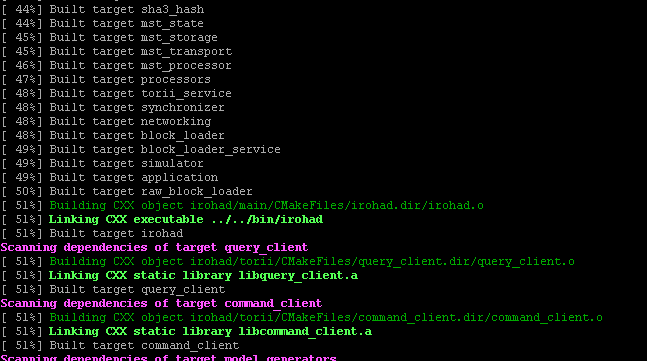 [ 44%] Built target sha3_hash
[ 44%] Built target mst_state
[ 45%] Built target mst_storage
[ 45%] Built target mst_transport
[ 46%] Built target mst_processor
[ 47%] Built target processors
[ 48%] Built target torii_service
[ 48%] Built target synchronizer
[ 48%] Built target networking
[ 48%] Built target block_loader
[ 49%] Built target block_loader_service
[ 49%] Built target simulator
[ 49%] Built target application
[ 50%] Built target raw_block_loader
[ 51%] Building CXX object irohad/main/CMakeFiles/irohad.dir/irohad.o
[ 51%] Linking CXX executable ../../bin/irohad
[ 51%] Built target irohad
Scanning dependencies of target query_client
[ 51%] Building CXX object irohad/torii/CMakeFiles/query_client.dir/query_client.o
[ 51%] Linking CXX static library libquery_client.a
[ 51%] Built target query_client
Scanning dependencies of target command_client
[ 51%] Building CXX object irohad/torii/CMakeFiles/command_client.dir/command_client.o
[ 51%] Linking CXX static library libcommand_client.a
[ 51%] Built target command_client
Scanning dependencies of target model_generators